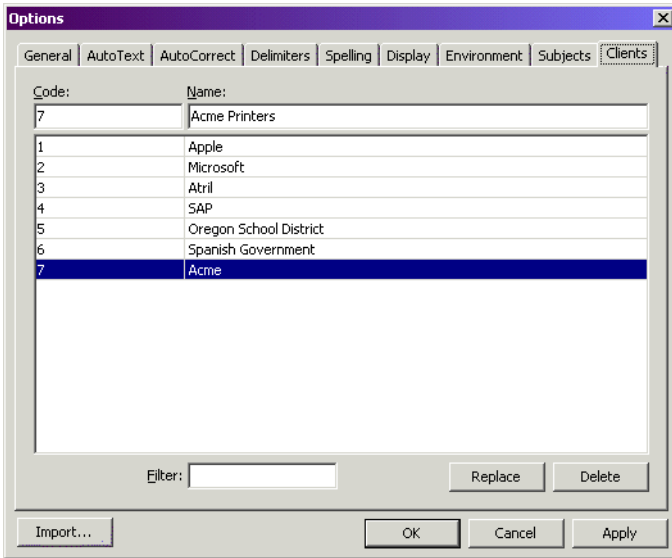 Options
General AutoText AutoCorrect Delimiters Spelling Display Environment Subjects Clients
Code: Name:
7 Acme Printers
1 Apple
2 Microsoft
3 Atril
4 SAP
5 Oregon School District
6 Spanish Government
7 Acme
Filter: Replace Delete
Import... OK Cancel Apply